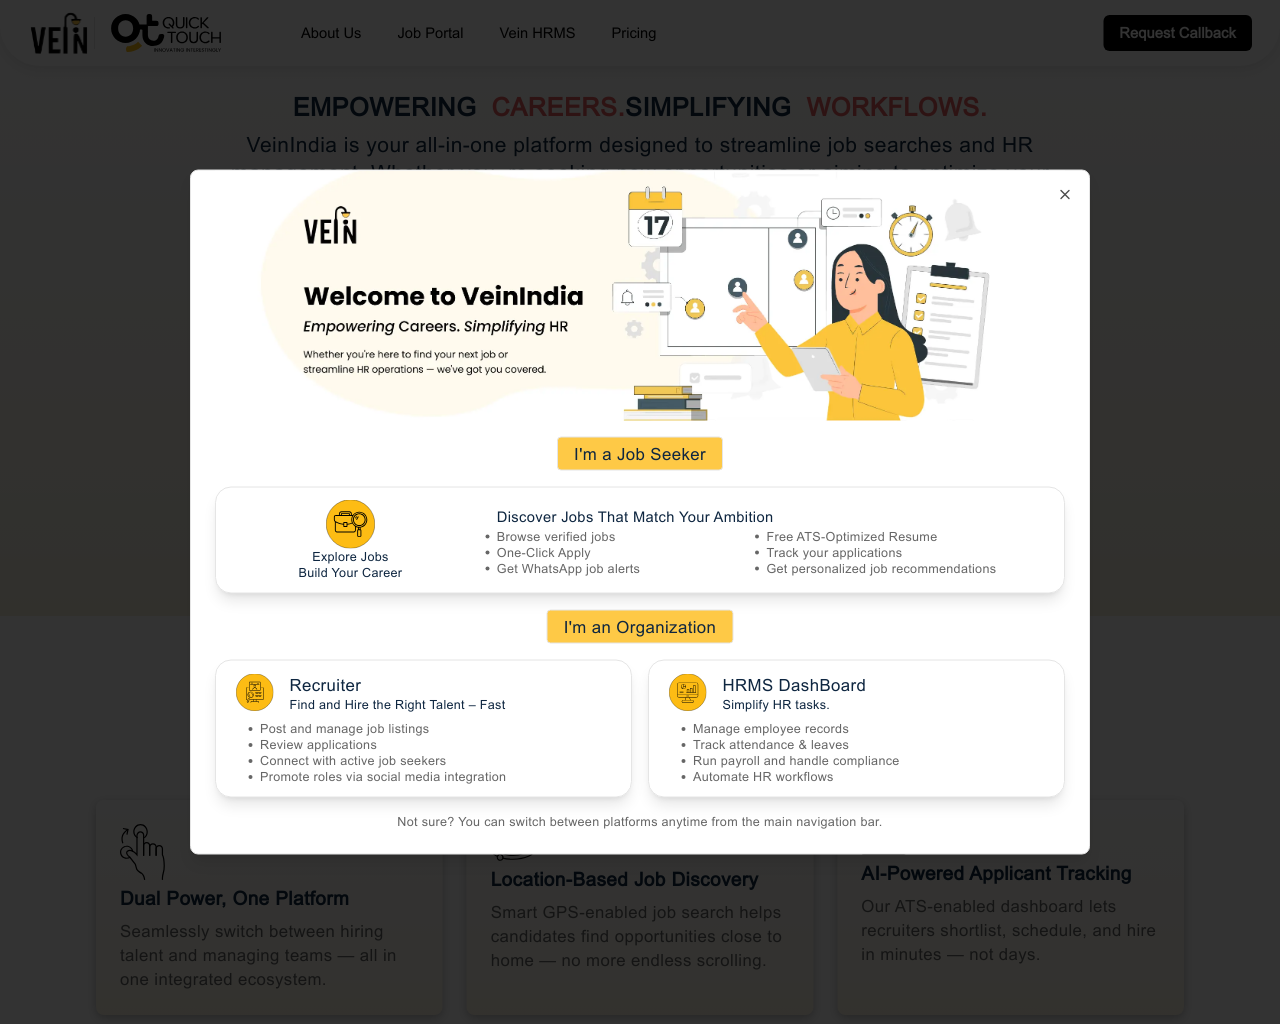 VEIN
QUICK
TOUCH
About Us
Job Portal
Vein HRMS
Pricing
Request Callback
EMPOWERING CAREERS.SIMPLIFYING WORKFLOWS.
VeinIndia is your all-in-one platform designed to streamline job searches and HR
VEIN
17
Welcome to VeinIndia
Empowering Careers. Simplifying HR
Whether you're here to find your next job or
streamline HR operations — we've got you covered.
I'm a Job Seeker
Explore Jobs
Build Your Career
Discover Jobs That Match Your Ambition
• Browse verified jobs
• One-Click Apply
• Get WhatsApp job alerts
• Free ATS-Optimized Resume
• Track your applications
• Get personalized job recommendations
I'm an Organization
Recruiter
Find and Hire the Right Talent – Fast
• Post and manage job listings
• Review applications
• Connect with active job seekers
• Promote roles via social media integration
HRMS DashBoard
Simplify HR tasks.
• Manage employee records
• Track attendance & leaves
• Run payroll and handle compliance
• Automate HR workflows
Not sure? You can switch between platforms anytime from the main navigation bar.
Dual Power, One Platform
Seamlessly switch between hiring
talent and managing teams — all in
one integrated ecosystem.
Location-Based Job Discovery
Smart GPS-enabled job search helps
candidates find opportunities close to
home — no more endless scrolling.
AI-Powered Applicant Tracking
Our ATS-enabled dashboard lets
recruiters shortlist, schedule, and hire
in minutes — not days.